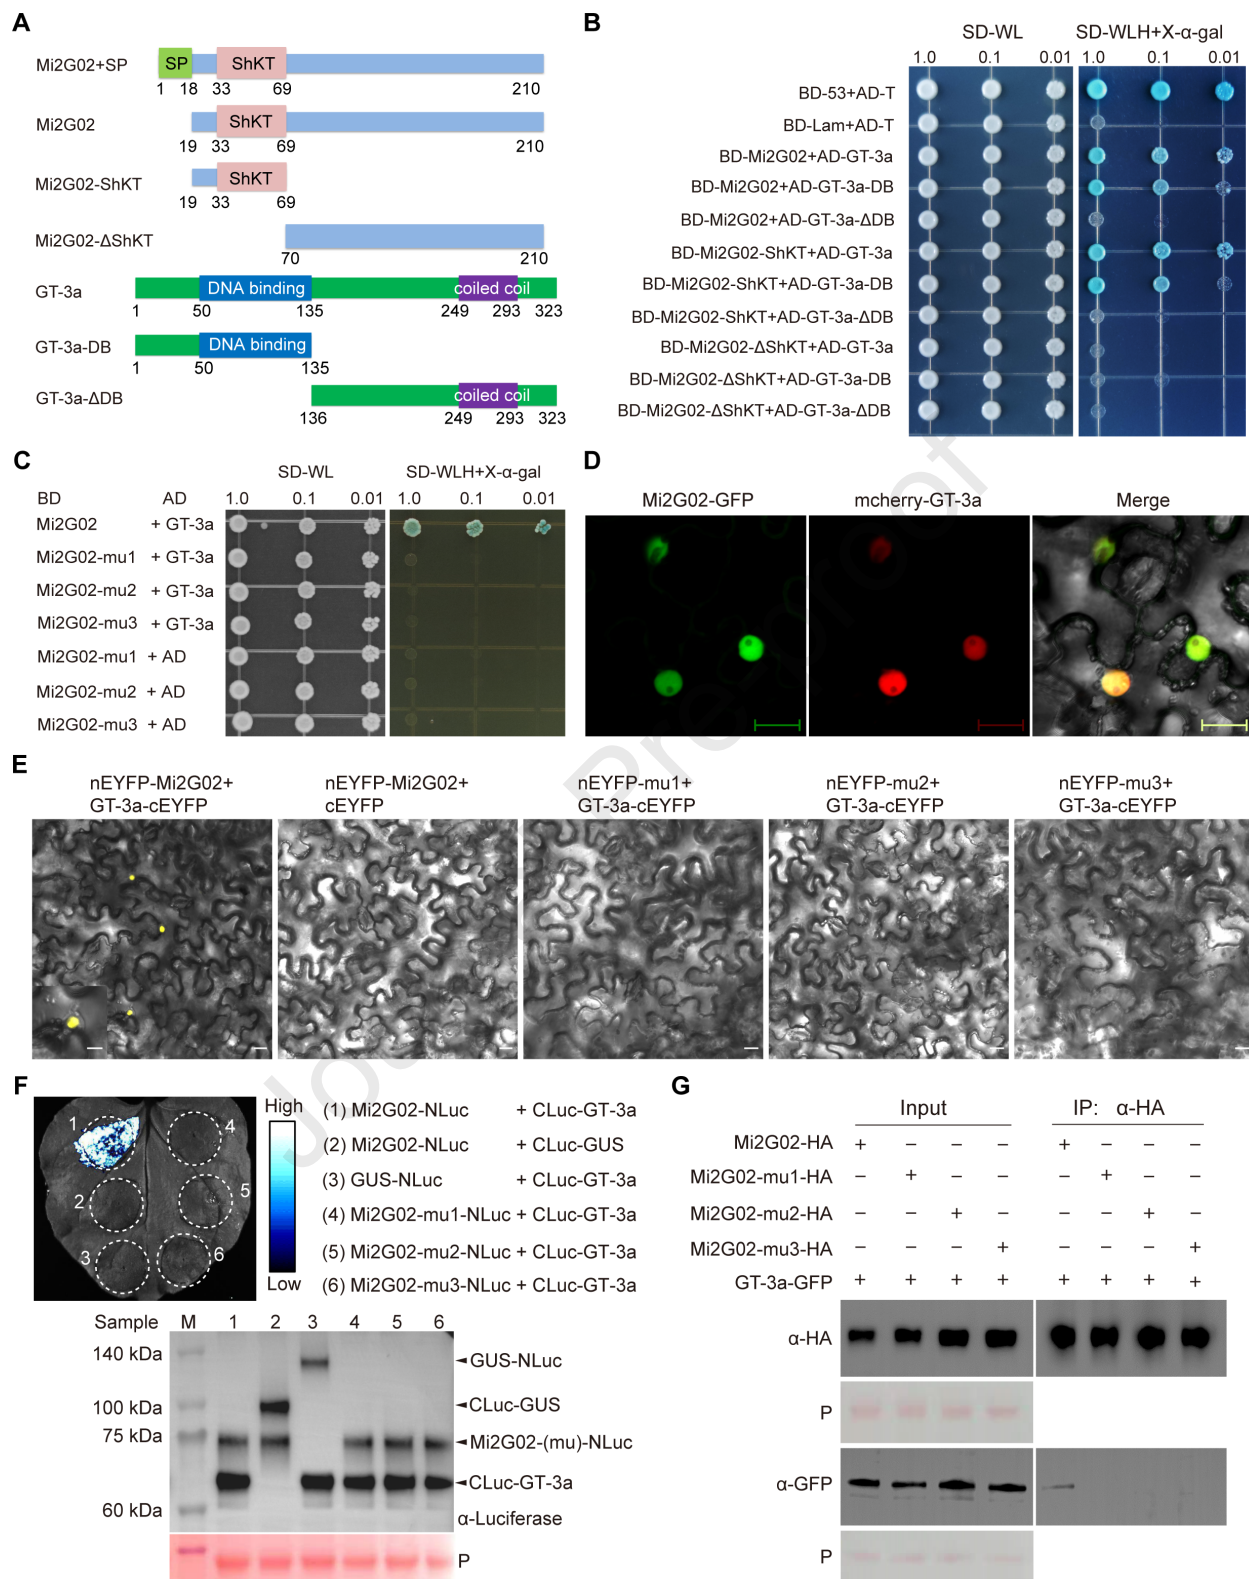 A
Mi2G02+SP
SP
ShKT
1 18 33 69 210
Mi2G02
ShKT
19 33 69 210
Mi2G02-ShKT
ShKT
19 33 69
Mi2G02-ΔShKT
70 210
GT-3a
DNA binding
coiled coil
1 50 135 249 293 323
GT-3a-DB
DNA binding
1 50 135
GT-3a-ΔDB
coiled coil
136 249 293 323
B
SD-WL SD-WLH+X-α-gal
1.0 0.1 0.01 1.0 0.1 0.01
BD-53+AD-T
BD-Lam+AD-T
BD-Mi2G02+AD-GT-3a
BD-Mi2G02+AD-GT-3a-DB
BD-Mi2G02+AD-GT-3a-ΔDB
BD-Mi2G02-ShKT+AD-GT-3a
BD-Mi2G02-ShKT+AD-GT-3a-DB
BD-Mi2G02-ShKT+AD-GT-3a-ΔDB
BD-Mi2G02-ΔShKT+AD-GT-3a
BD-Mi2G02-ΔShKT+AD-GT-3a-DB
BD-Mi2G02-ΔShKT+AD-GT-3a-ΔDB
C
SD-WL SD-WLH+X-α-gal
BD AD 1.0 0.1 0.01 1.0 0.1 0.01
Mi2G02 + GT-3a
Mi2G02-mu1 + GT-3a
Mi2G02-mu2 + GT-3a
Mi2G02-mu3 + GT-3a
Mi2G02-mu1 + AD
Mi2G02-mu2 + AD
Mi2G02-mu3 + AD
D
Mi2G02-GFP mcherry-GT-3a Merge
E
nEYFP-Mi2G02+
GT-3a-cEYFP
nEYFP-Mi2G02+
cEYFP
nEYFP-mu1+
GT-3a-cEYFP
nEYFP-mu2+
GT-3a-cEYFP
nEYFP-mu3+
GT-3a-cEYFP
F
1 4
2 5
3 6
High
Low
(1) Mi2G02-NLuc + CLuc-GT-3a
(2) Mi2G02-NLuc + CLuc-GUS
(3) GUS-NLuc + CLuc-GT-3a
(4) Mi2G02-mu1-NLuc + CLuc-GT-3a
(5) Mi2G02-mu2-NLuc + CLuc-GT-3a
(6) Mi2G02-mu3-NLuc + CLuc-GT-3a
Sample M 1 2 3 4 5 6
140 kDa
100 kDa
75 kDa
60 kDa
GUS-NLuc
CLuc-GUS
Mi2G02-(mu)-NLuc
CLuc-GT-3a
α-Luciferase
P
G
Input IP: α-HA
Mi2G02-HA + − − − + − − −
Mi2G02-mu1-HA − + − − − + − −
Mi2G02-mu2-HA − − + − − − + −
Mi2G02-mu3-HA − − − + − − − +
GT-3a-GFP + + + + + + + +
α-HA
P
α-GFP
P